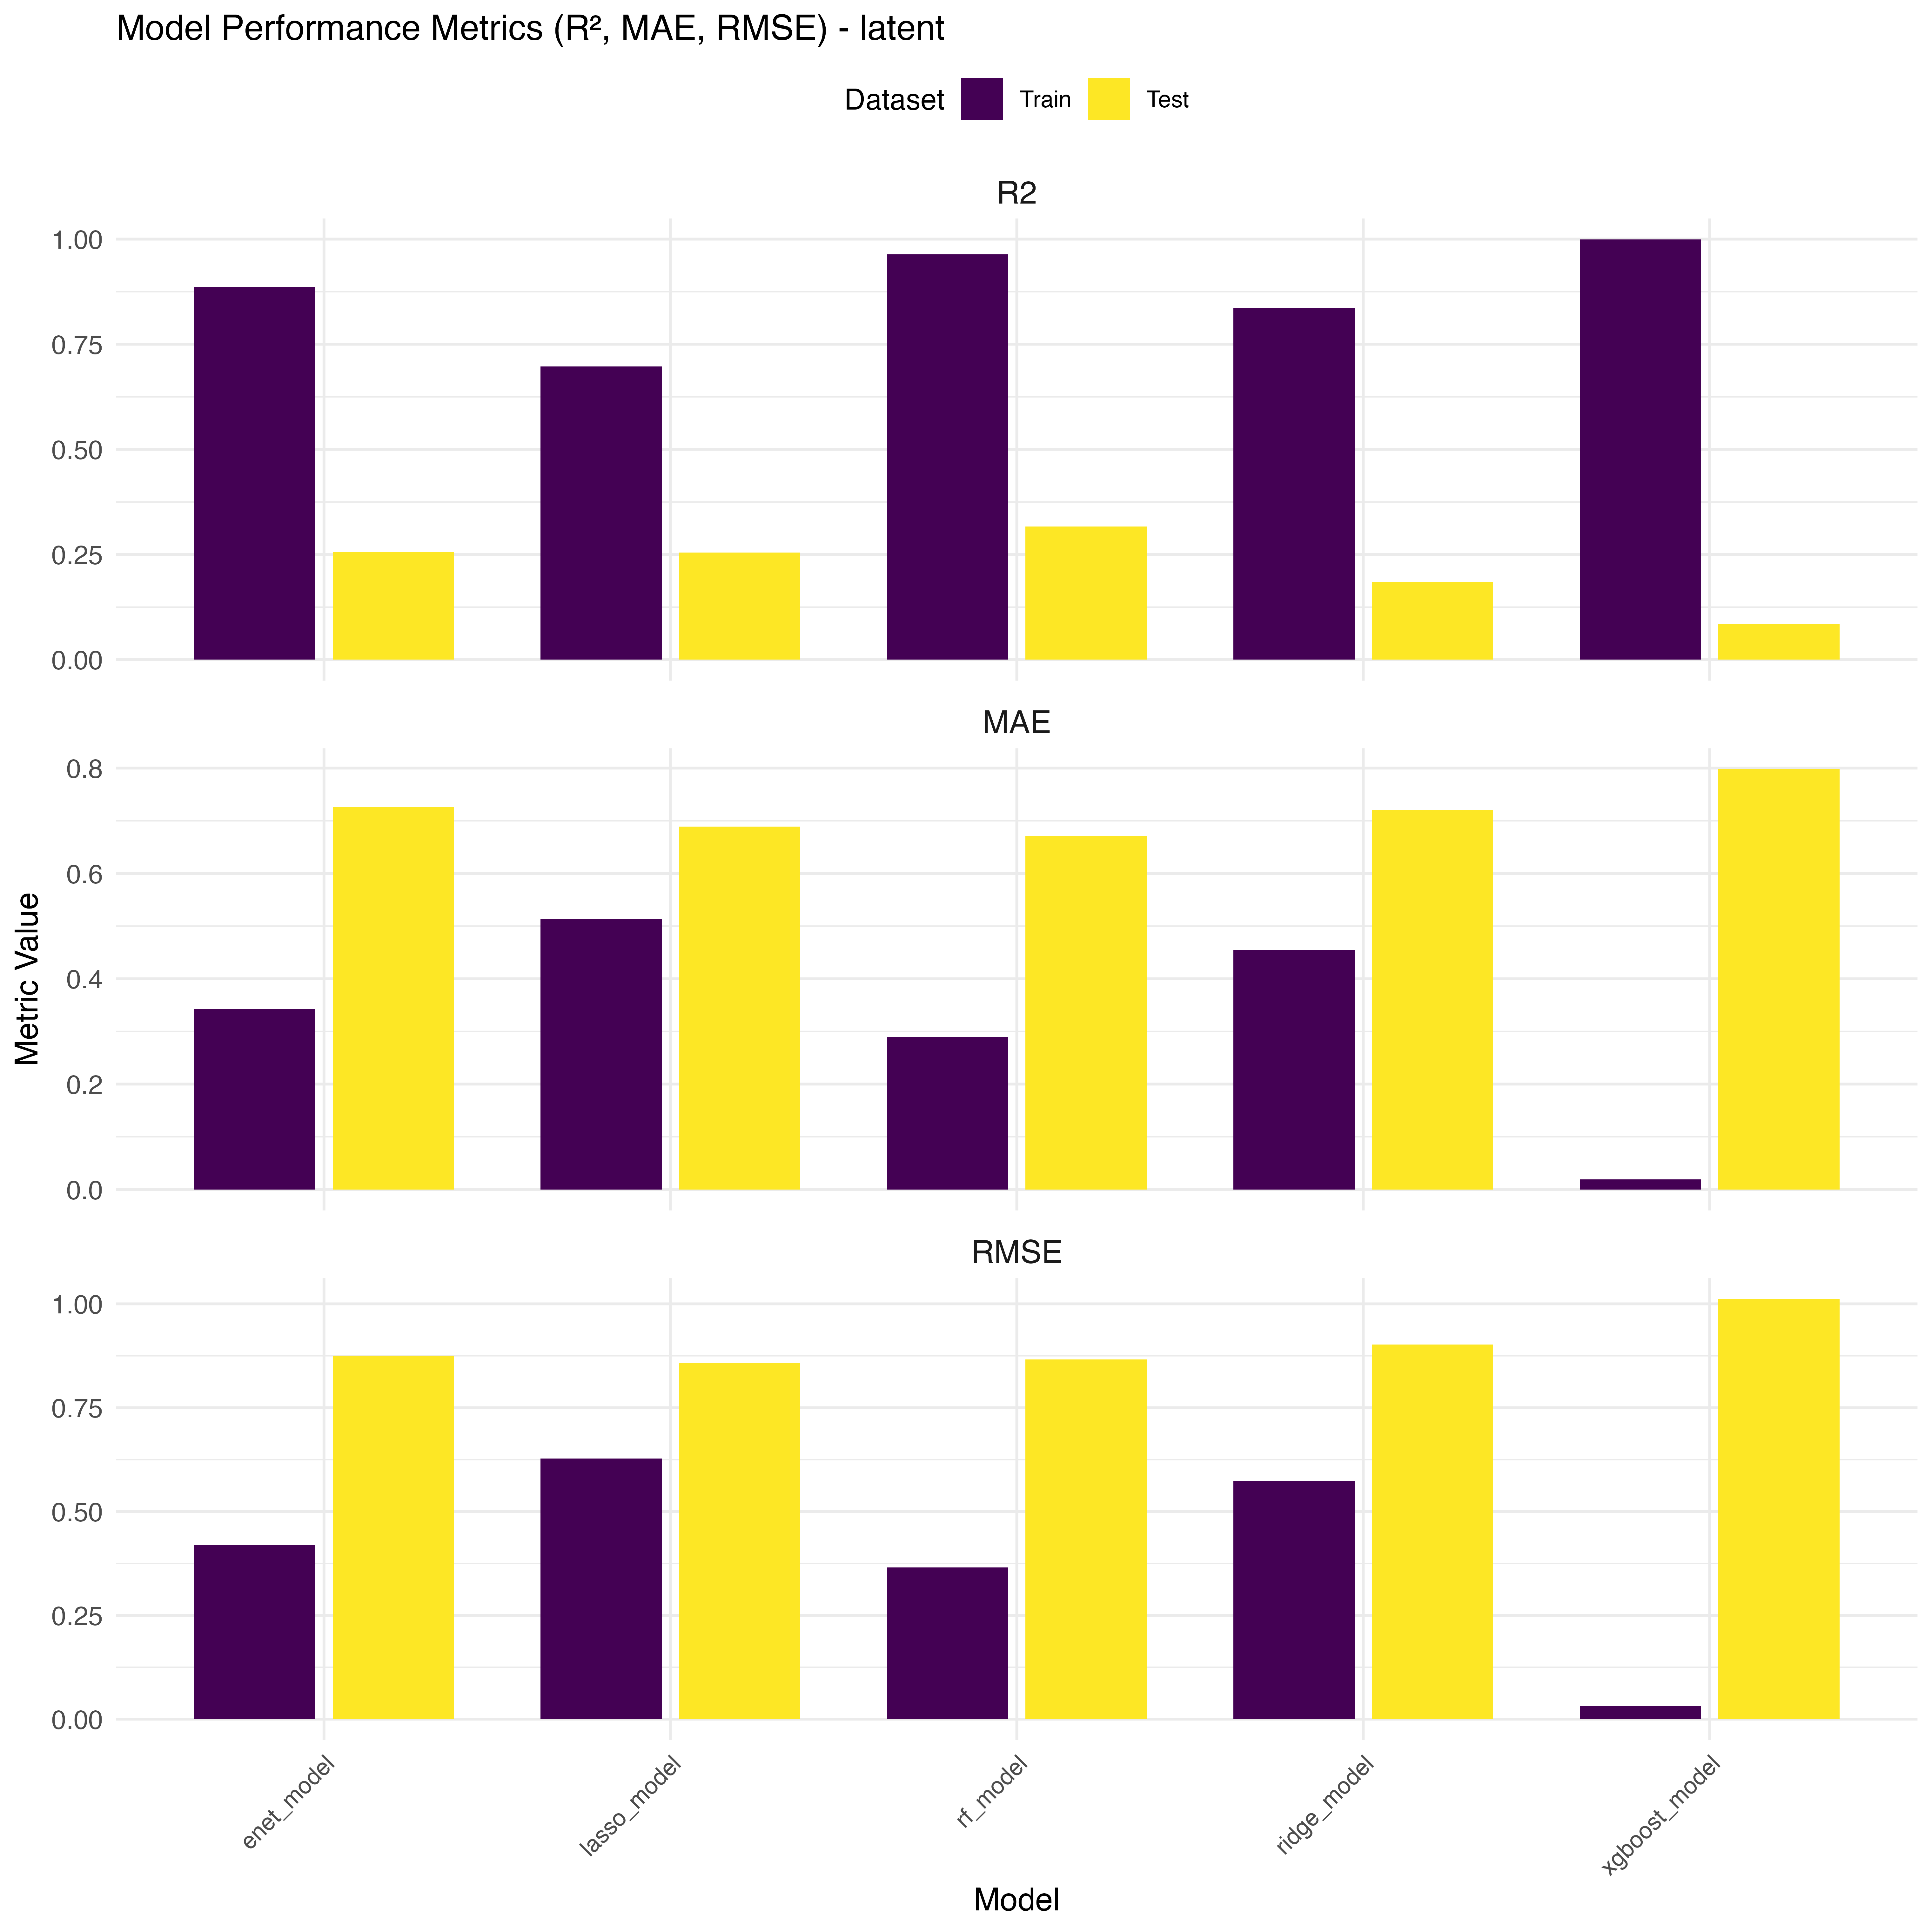 Model Performance Metrics (R², MAE, RMSE) - latent
Dataset Train Test
R2
1.00
0.75
0.50
0.25
0.00
MAE
0.8
0.6
0.4
0.2
0.0
Metric Value
RMSE
1.00
0.75
0.50
0.25
0.00
enet_model
lasso_model
rf_model
ridge_model
xgboost_model
Model